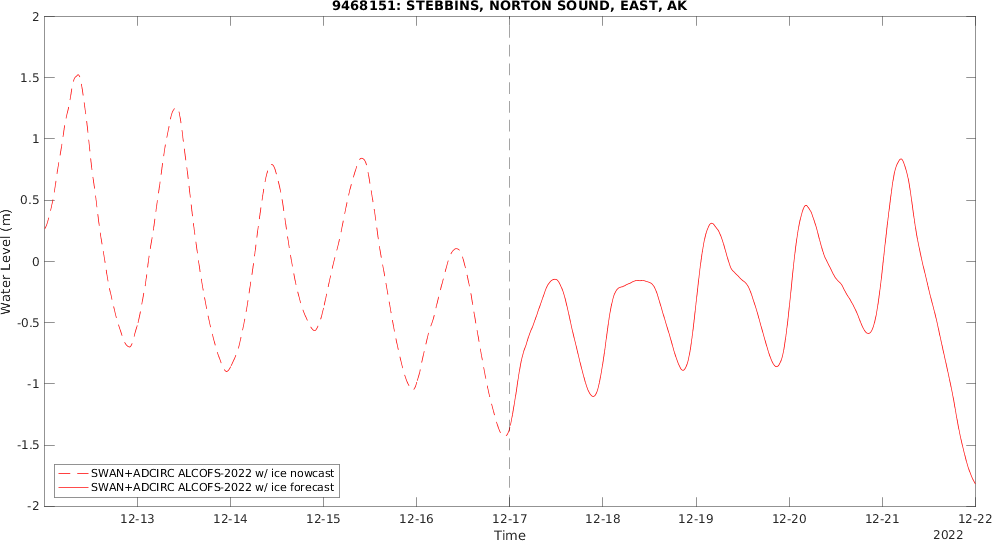 9468151: STEBBINS, NORTON SOUND, EAST, AK
2
1.5
1
0.5
0
-0.5
-1
-1.5
-2
Water Level (m)
SWAN+ADCIRC ALCOFS-2022 w/ ice nowcast
SWAN+ADCIRC ALCOFS-2022 w/ ice forecast
12-13 12-14 12-15 12-16 12-17 12-18 12-19 12-20 12-21 12-22
Time
2022